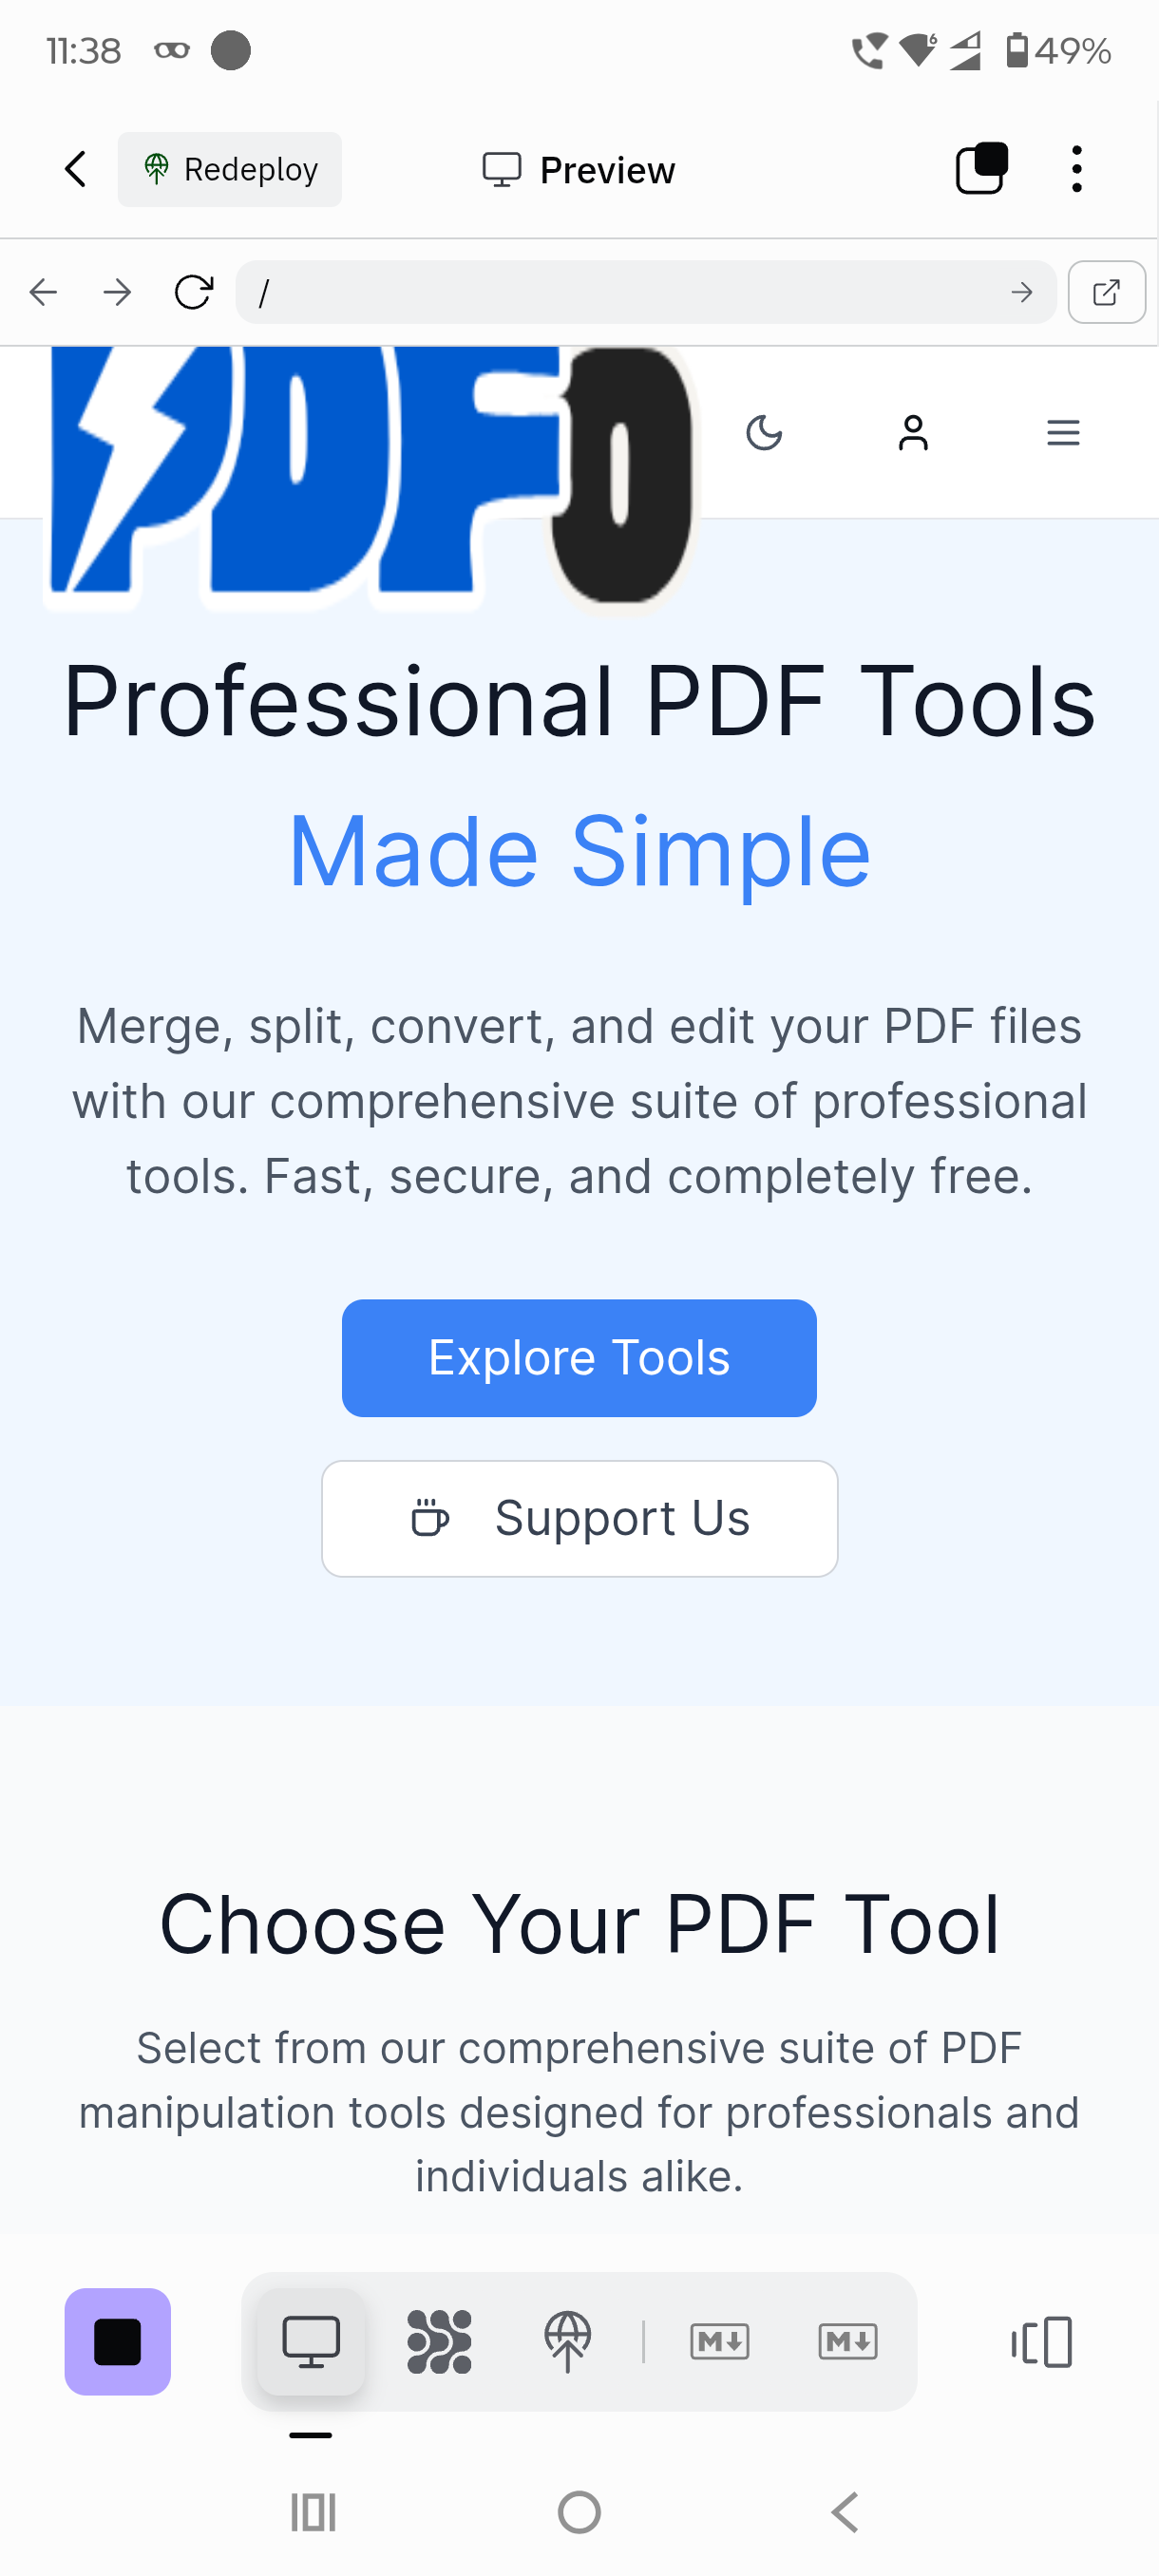 11:38
6
49%
Redeploy
Preview
/
PDFO
Professional PDF Tools
Made Simple
Merge, split, convert, and edit your PDF files
with our comprehensive suite of professional
tools. Fast, secure, and completely free.
Explore Tools
Support Us
Choose Your PDF Tool
Select from our comprehensive suite of PDF
manipulation tools designed for professionals and
individuals alike.
M
M